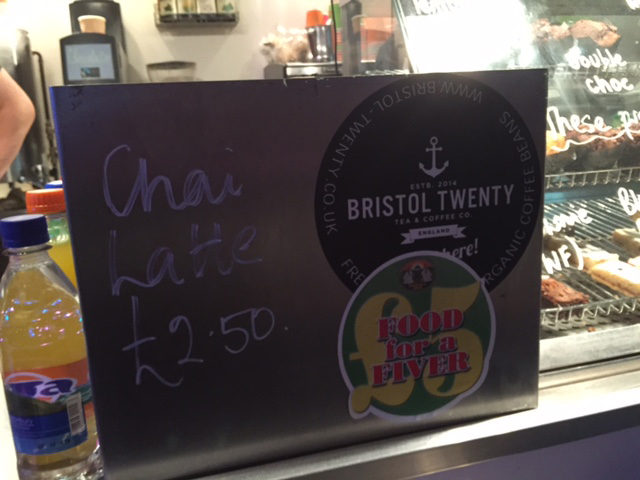 Chai
Latte
£2.50.
WWW.BRISTOL-TWENTY.CO.UK
ESTD. 2014
BRISTOL TWENTY
TEA & COFFEE CO.
ENGLAND
here!
ORGANIC COFFEE BEANS
£5
FOOD
for a
FIVER
double
choc
These